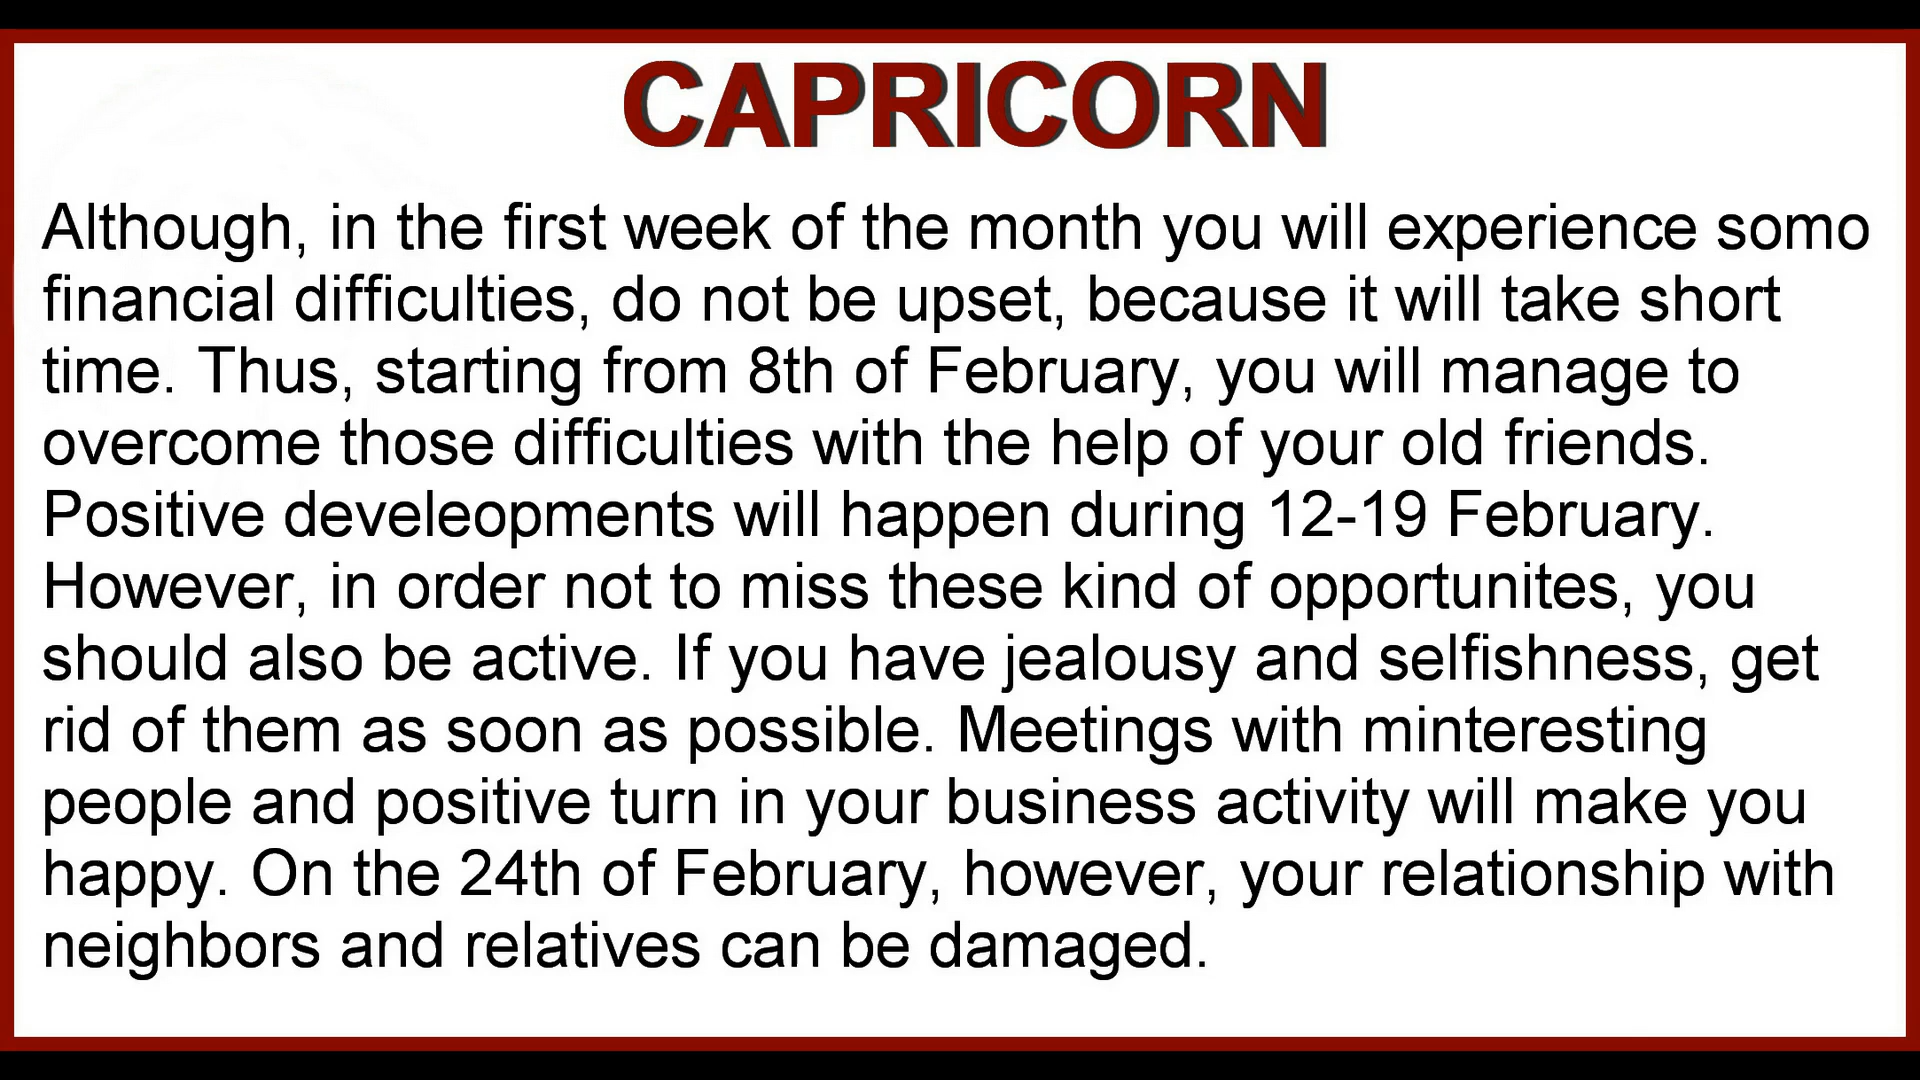 CAPRICORN
Although, in the first week of the month you will experience somo
financial difficulties, do not be upset, because it will take short
time. Thus, starting from 8th of February, you will manage to
overcome those difficulties with the help of your old friends.
Positive develeopments will happen during 12-19 February.
However, in order not to miss these kind of opportunites, you
should also be active. If you have jealousy and selfishness, get
rid of them as soon as possible. Meetings with minteresting
people and positive turn in your business activity will make you
happy. On the 24th of February, however, your relationship with
neighbors and relatives can be damaged.